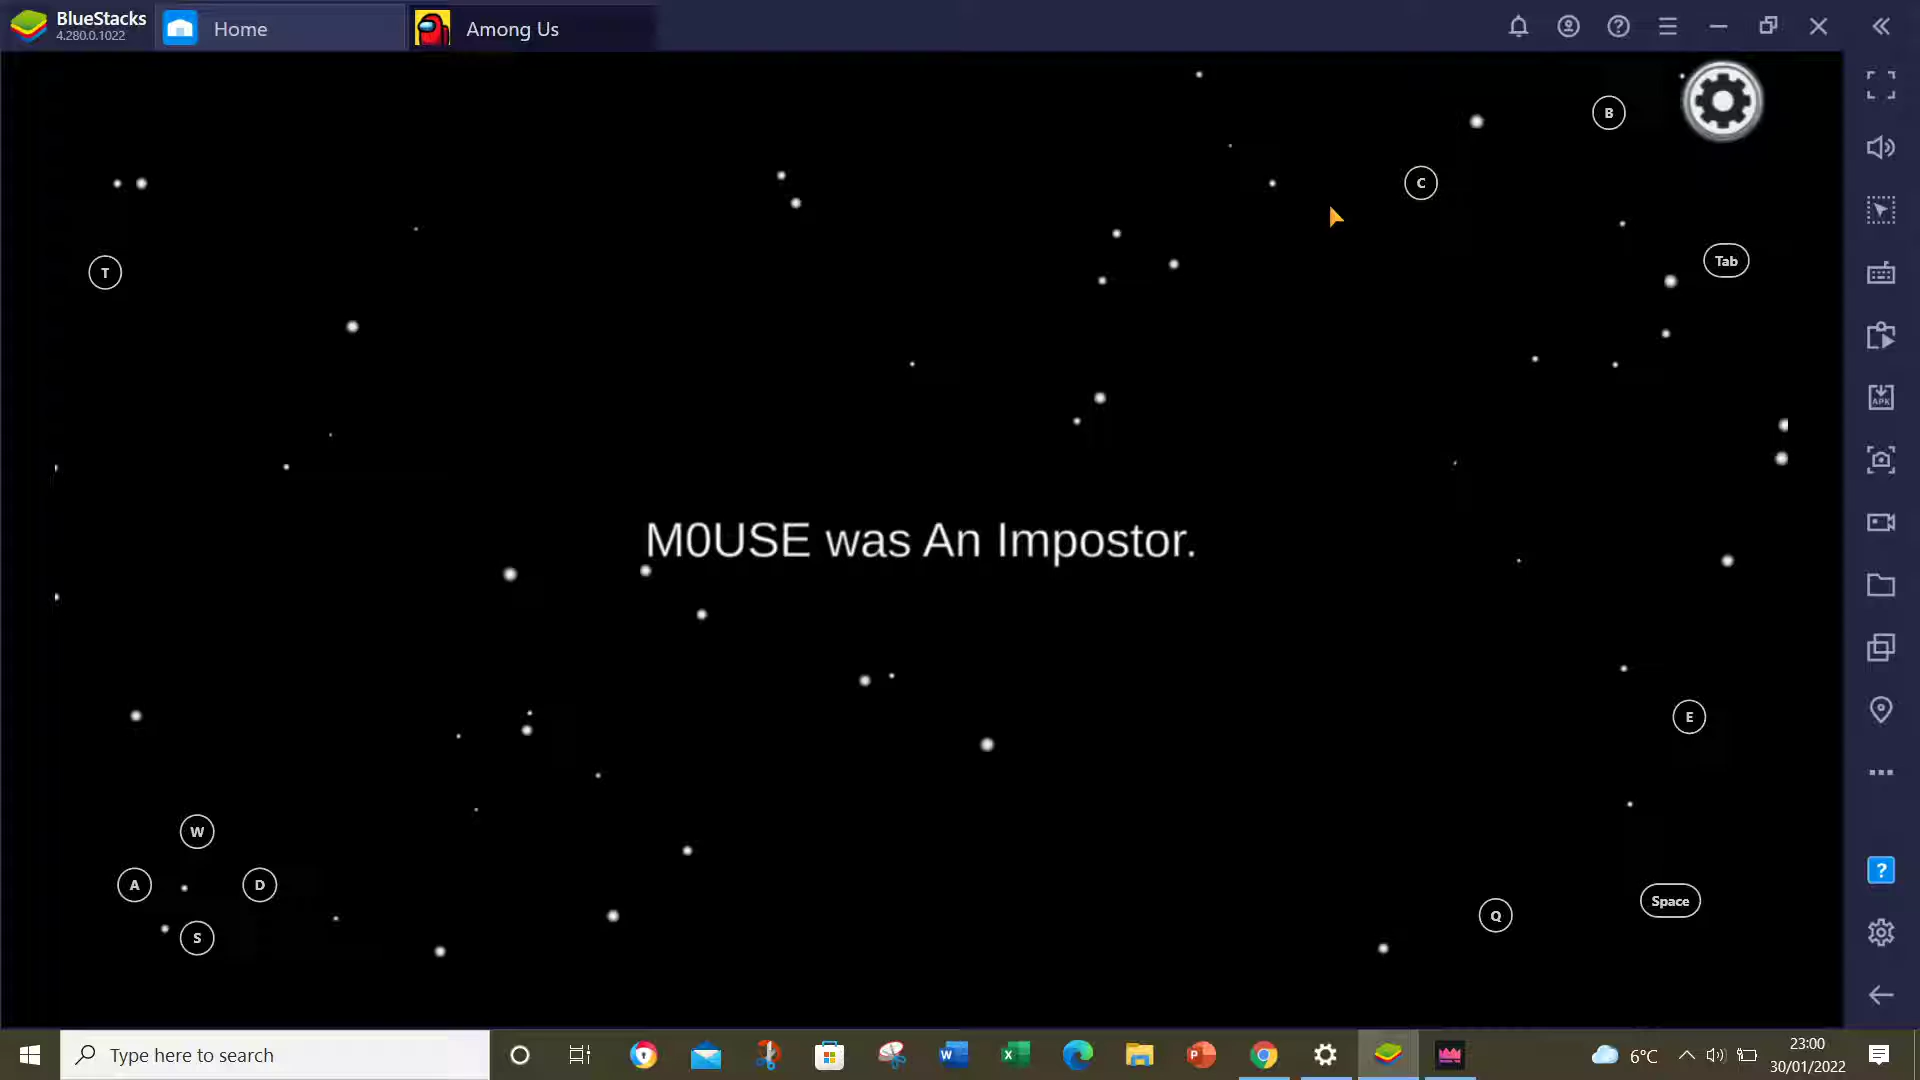 BlueStacks
4.280.0.1022
Home
Among Us
B
C
T
Tab
APK
M0USE was An Impostor.
E
W
A
D
S
Q
Space
?
Type here to search
6°C
23:00
30/01/2022